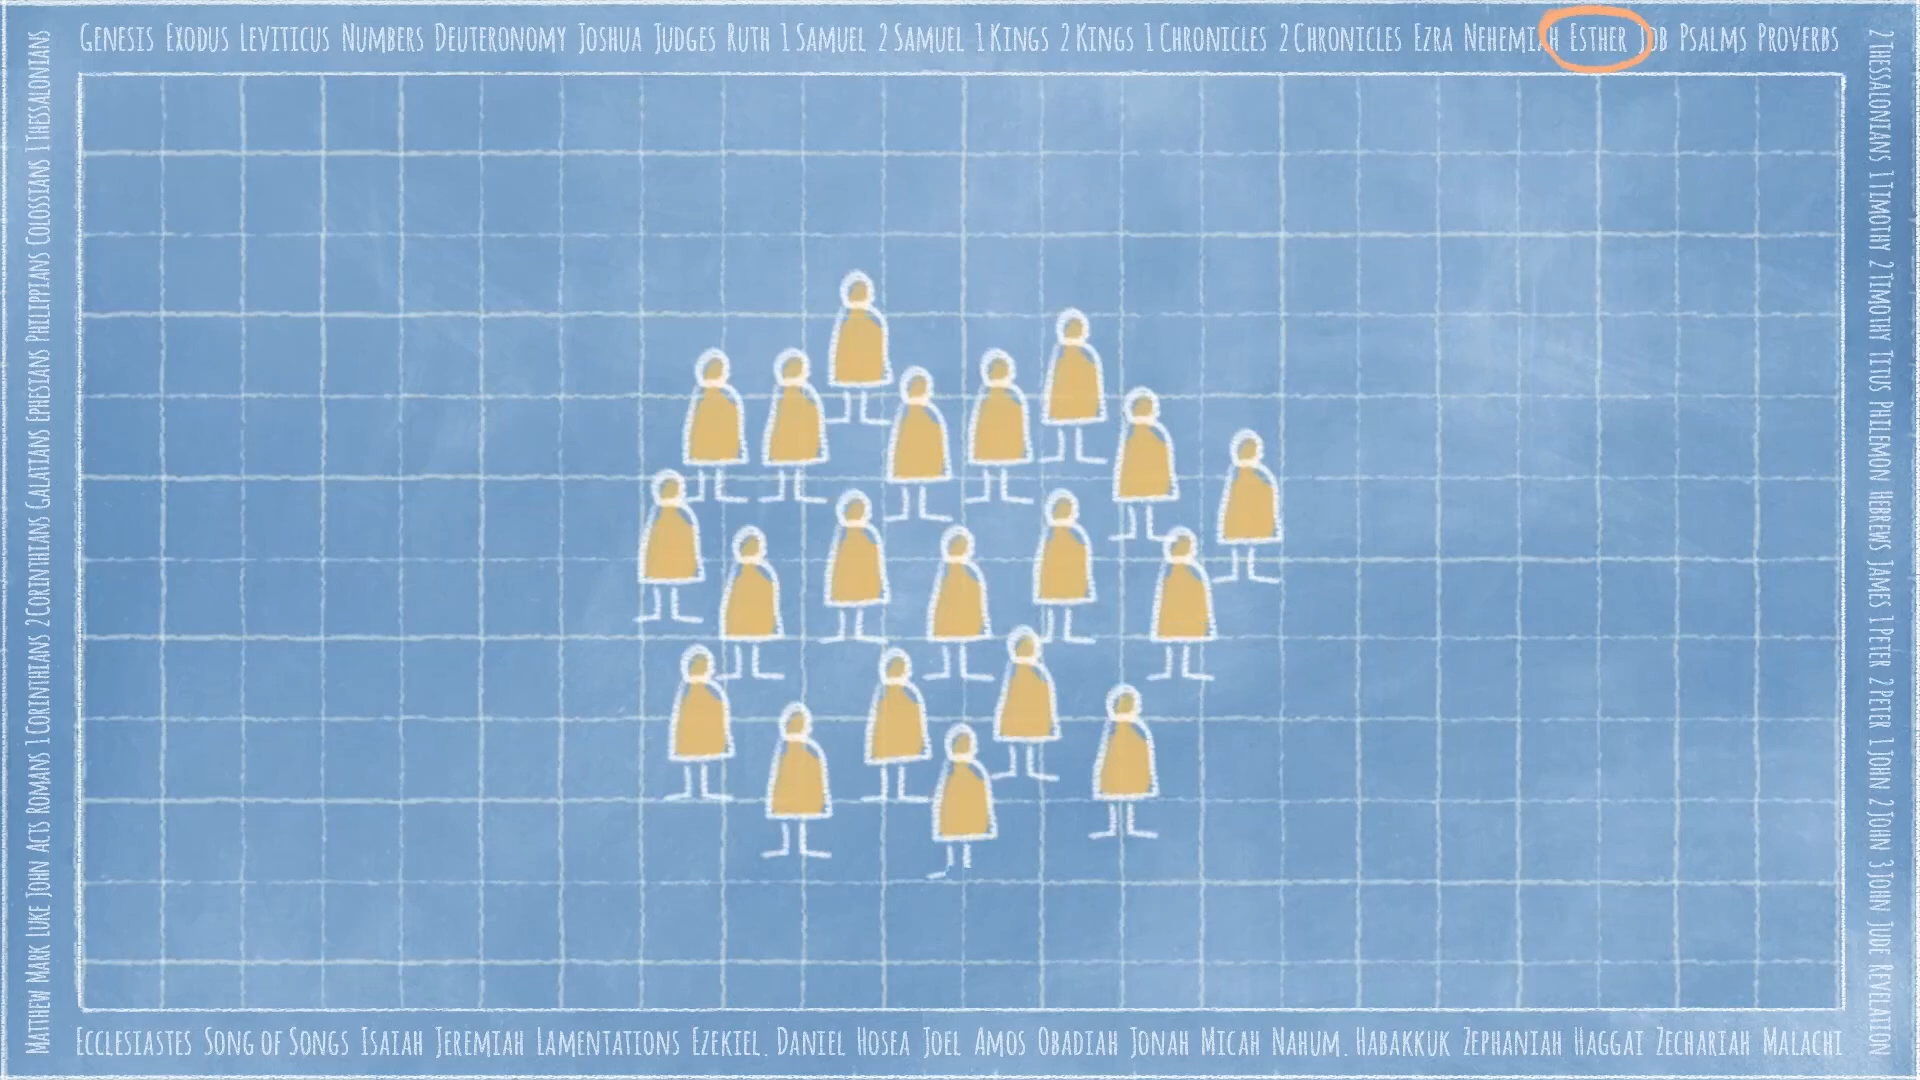 Genesis Exodus Leviticus Numbers Deuteronomy Joshua Judges Ruth 1 Samuel 2 Samuel 1 Kings 2 Kings 1 Chronicles 2 Chronicles Ezra Nehemiah Esther Job Psalms Proverbs
Ecclesiastes Song of Songs Isaiah Jeremiah Lamentations Ezekiel. Daniel Hosea Joel Amos Obadiah Jonah Micah Nahum. Habakkuk Zephaniah Haggai Zechariah Malachi
Matthew Mark Luke John Acts Romans 1 Corinthians 2 Corinthians Galatians Ephesians Philippians Colossians 1 Thessalonians
2 Thessalonians 1 Timothy 2 Timothy Titus Philemon Hebrews James 1 Peter 2 Peter 1 John 2 John 3 John Jude Revelation